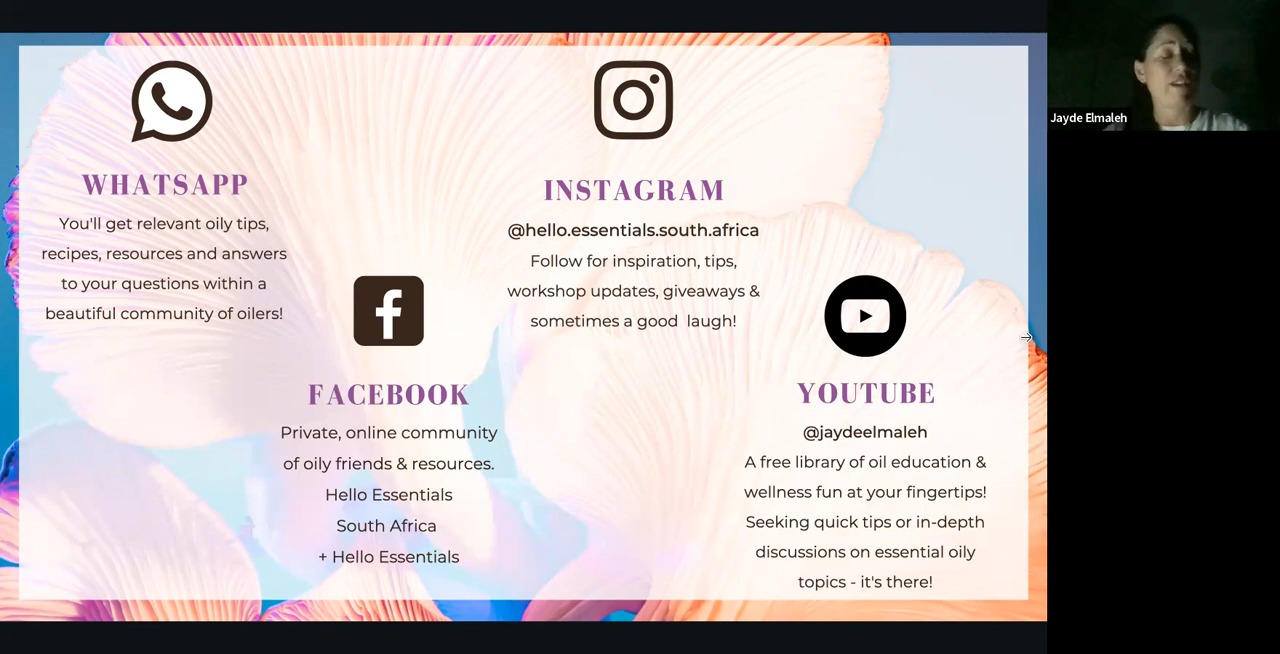 WHATSAPP
You'll get relevant oily tips,
recipes, resources and answers
to your questions within a
beautiful community of oilers!
INSTAGRAM
@hello.essentials.south.africa
Follow for inspiration, tips,
workshop updates, giveaways &
sometimes a good laugh!
FACEBOOK
Private, online community
of oily friends & resources.
Hello Essentials
South Africa
+ Hello Essentials
YOUTUBE
@jaydeelmaleh
A free library of oil education &
wellness fun at your fingertips!
Seeking quick tips or in-depth
discussions on essential oily
topics - it's there!
Jayde Elmaleh